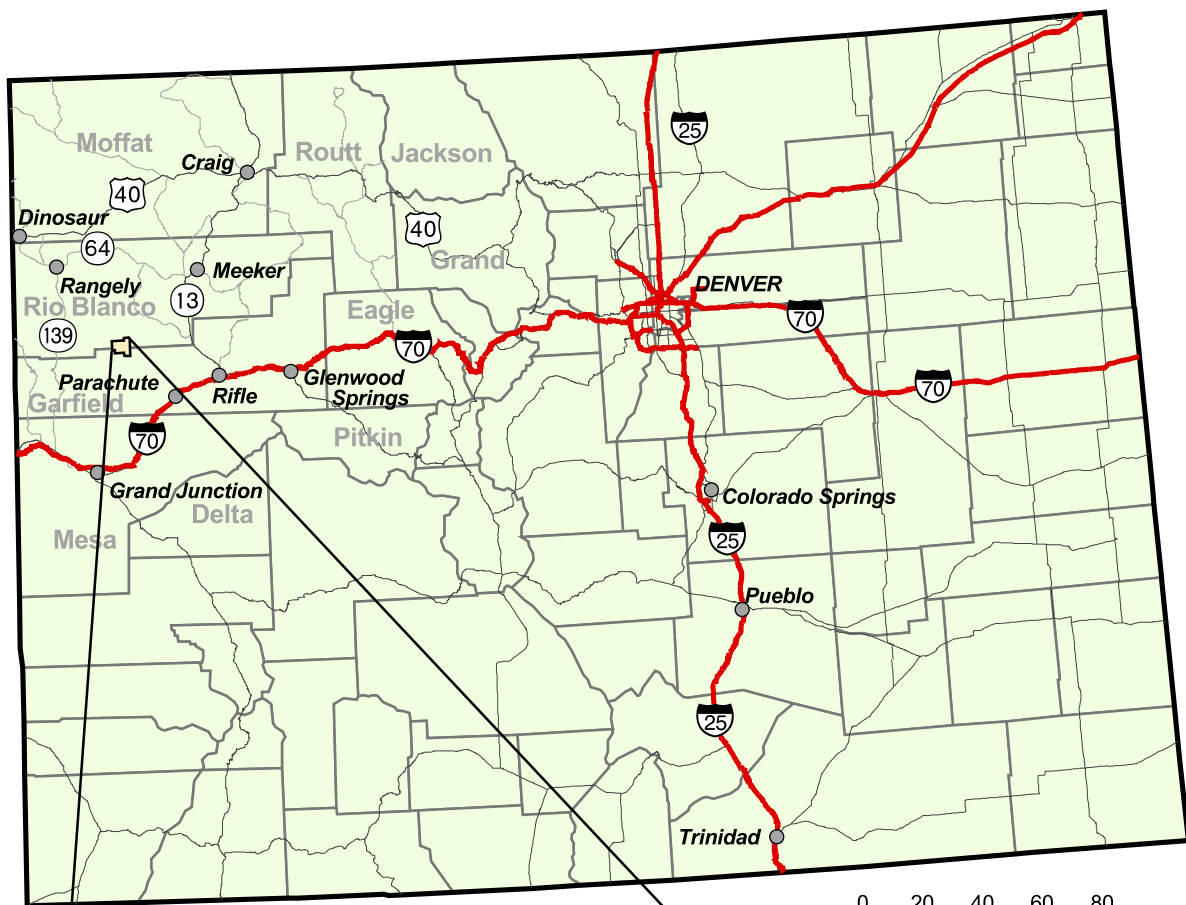 25
Moffat
Craig
Routt
Jackson
40
Dinosaur
40
64
Grand
Rangely
Meeker
DENVER
Rio Blanco
13
Eagle
70
139
70
Parachute
Garfield
Rifle
Glenwood
Springs
70
70
Pitkin
Grand Junction
Delta
Colorado Springs
Mesa
25
Pueblo
25
Trinidad
0 20 40 60 80